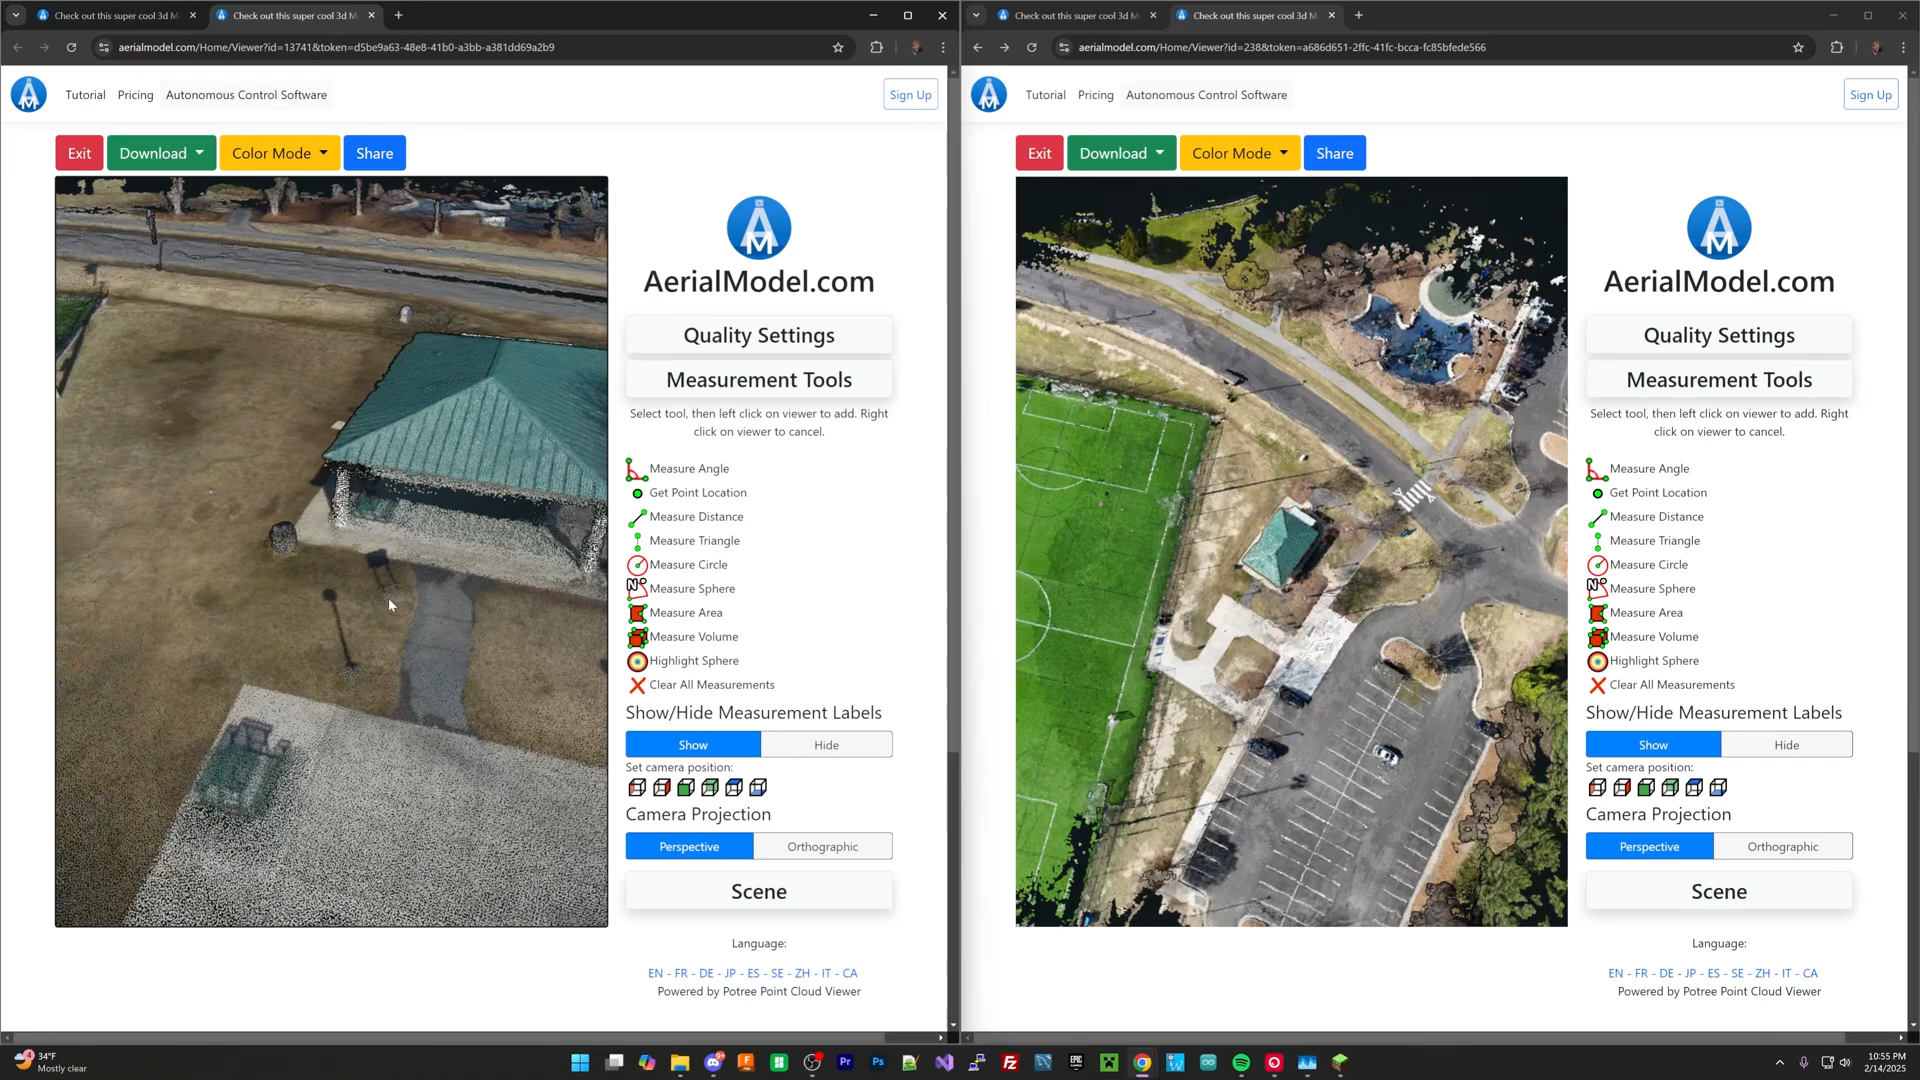 Check out this super cool 3d M
Check out this super cool 3d M
aerialmodel.com/Home/Viewer?id=13741&token=d5be9a63-48e8-41b0-a3bb-a381dd69a2b9
Tutorial
Pricing
Autonomous Control Software
Sign Up
Exit
Download
Color Mode
Share
AerialModel.com
Quality Settings
Measurement Tools
Select tool, then left click on viewer to add. Right
click on viewer to cancel.
Measure Angle
Get Point Location
Measure Distance
Measure Triangle
Measure Circle
Measure Sphere
Measure Area
Measure Volume
Highlight Sphere
Clear All Measurements
Show/Hide Measurement Labels
Show
Hide
Set camera position:
Camera Projection
Perspective
Orthographic
Scene
Language:
EN - FR - DE - JP - ES - SE - ZH - IT - CA
Powered by Potree Point Cloud Viewer
Check out this super cool 3d M
Check out this super cool 3d M
aerialmodel.com/Home/Viewer?id=238&token=a686d651-2ffc-41fc-bcca-fc85bfede566
Tutorial
Pricing
Autonomous Control Software
Sign Up
Exit
Download
Color Mode
Share
AerialModel.com
Quality Settings
Measurement Tools
Select tool, then left click on viewer to add. Right
click on viewer to cancel.
Measure Angle
Get Point Location
Measure Distance
Measure Triangle
Measure Circle
Measure Sphere
Measure Area
Measure Volume
Highlight Sphere
Clear All Measurements
Show/Hide Measurement Labels
Show
Hide
Set camera position:
Camera Projection
Perspective
Orthographic
Scene
Language:
EN - FR - DE - JP - ES - SE - ZH - IT - CA
Powered by Potree Point Cloud Viewer
34°F
Mostly clear
Pr
Ps
10:55 PM
2/14/2025